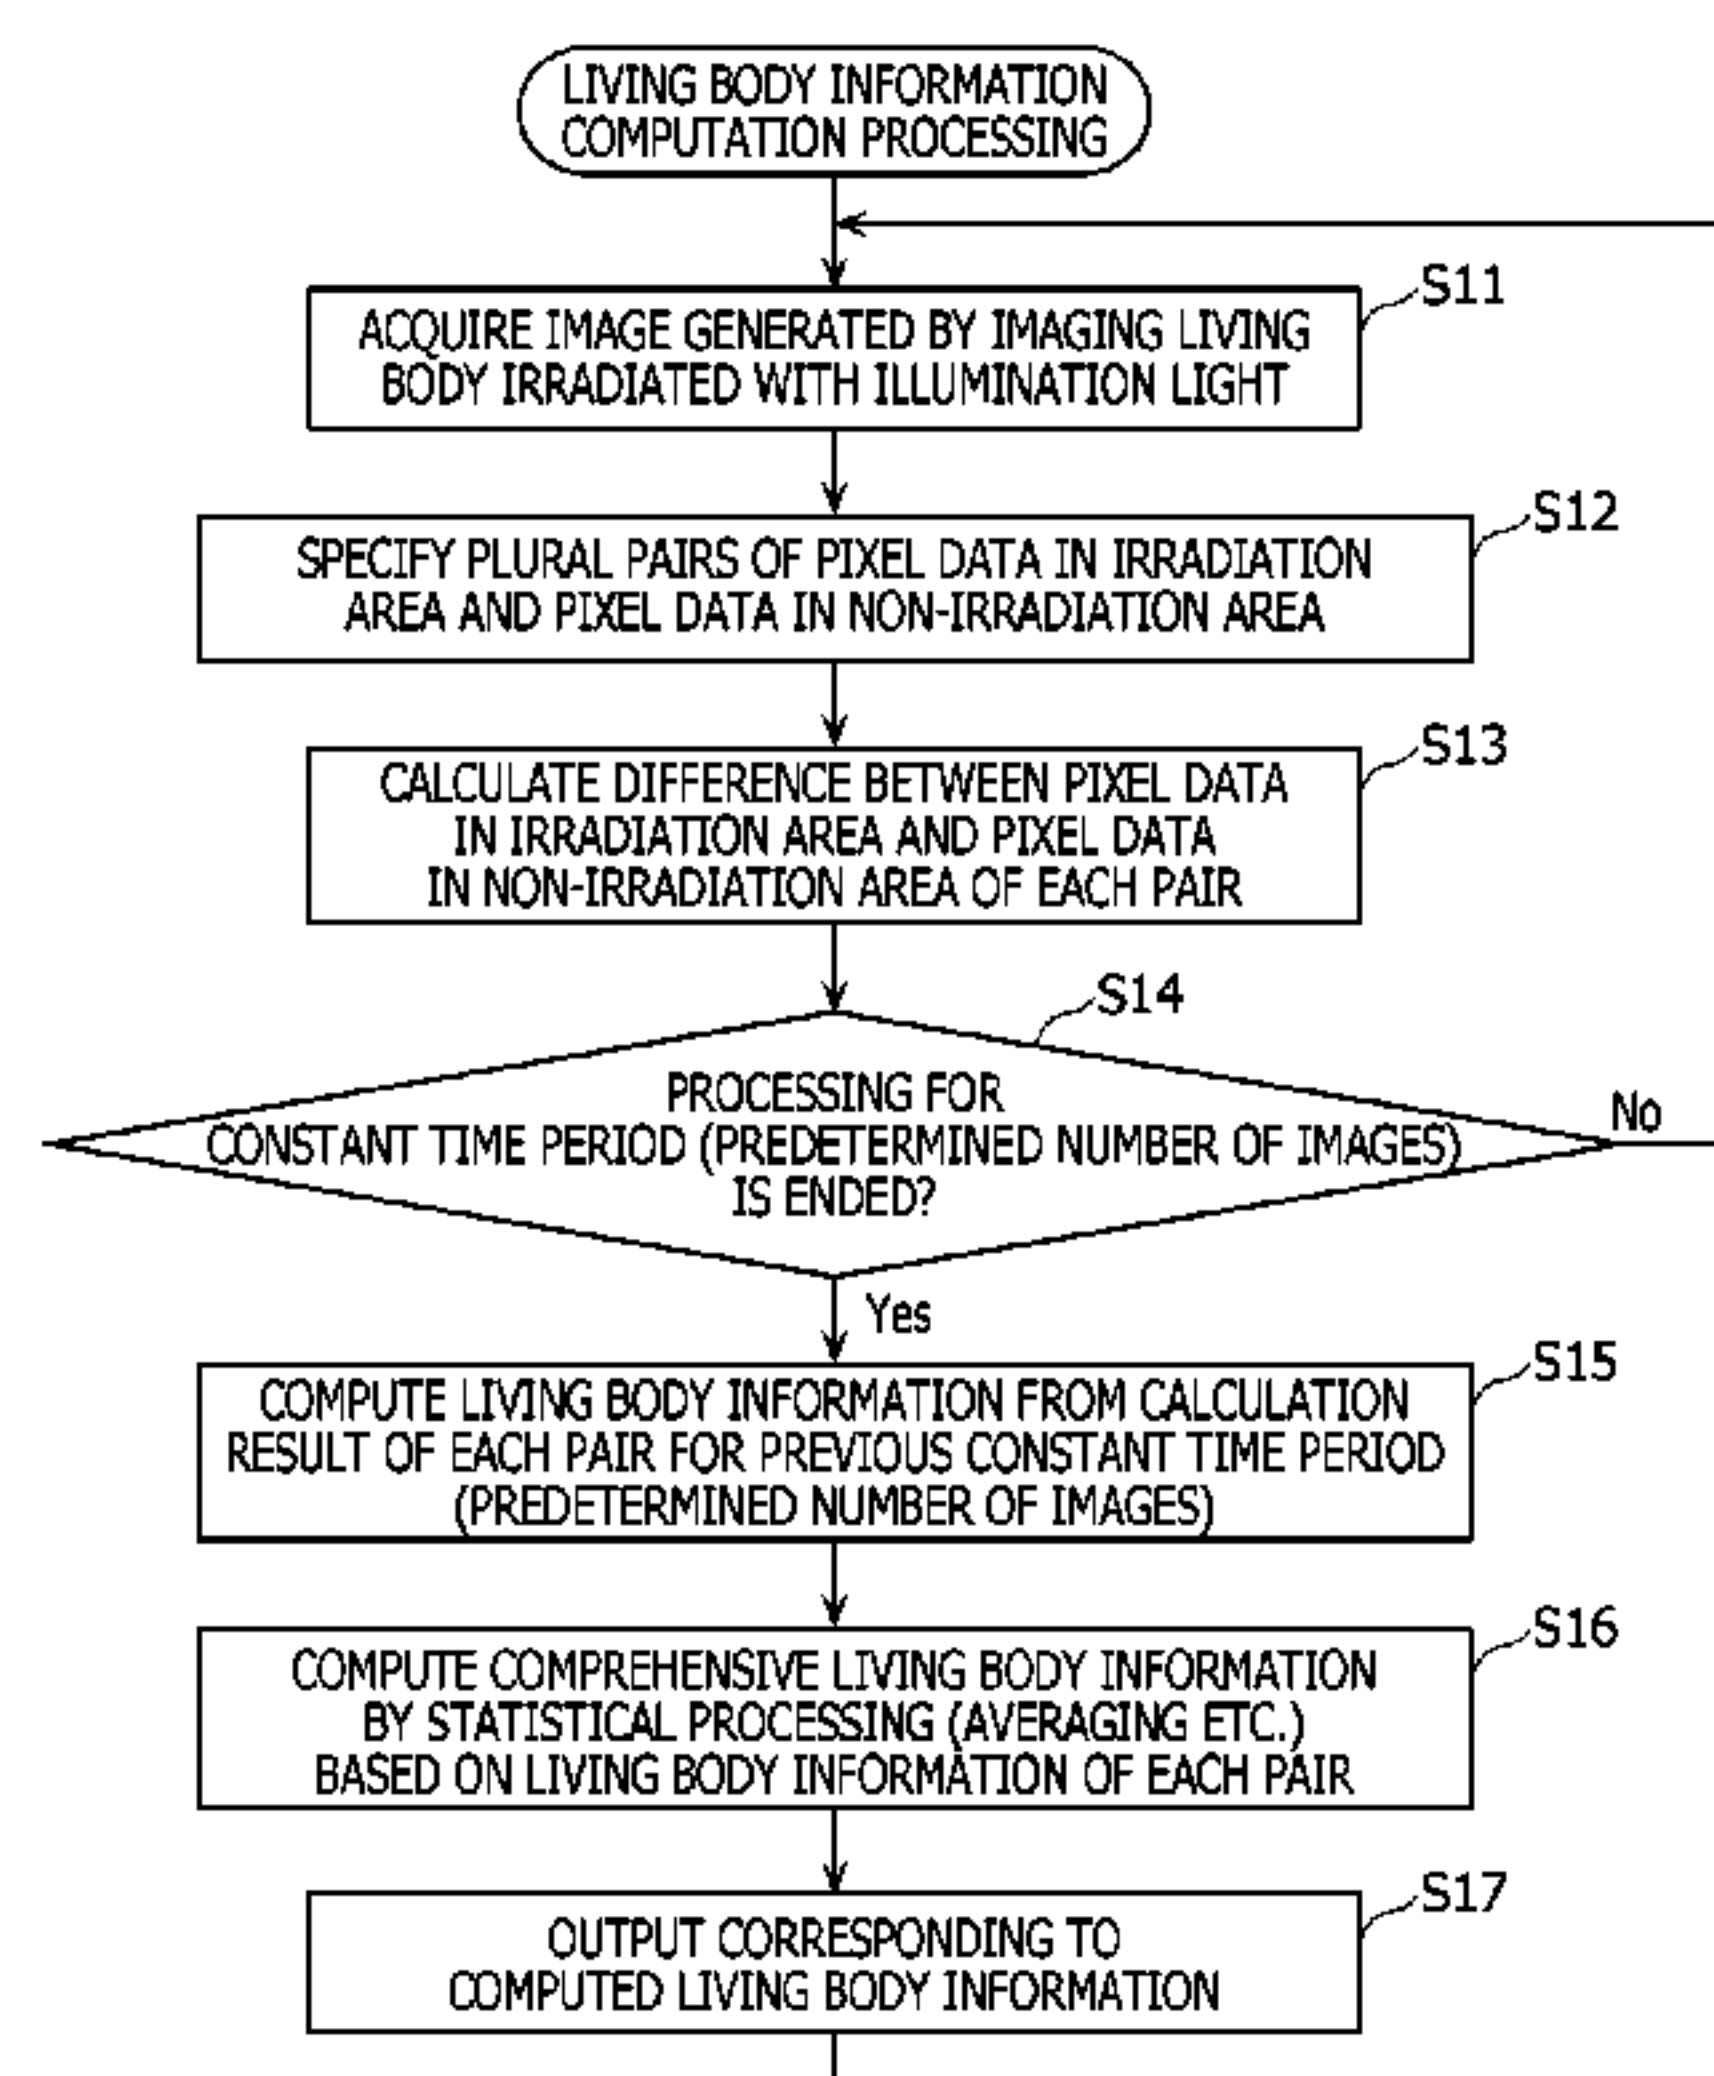 LIVING BODY INFORMATION
COMPUTATION PROCESSING
S11
ACQUIRE IMAGE GENERATED BY IMAGING LIVING
BODY IRRADIATED WITH ILLUMINATION LIGHT
S12
SPECIFY PLURAL PAIRS OF PIXEL DATA IN IRRADIATION
AREA AND PIXEL DATA IN NON-IRRADIATION AREA
S13
CALCULATE DIFFERENCE BETWEEN PIXEL DATA
IN IRRADIATION AREA AND PIXEL DATA
IN NON-IRRADIATION AREA OF EACH PAIR
S14
PROCESSING FOR
CONSTANT TIME PERIOD (PREDETERMINED NUMBER OF IMAGES)
IS ENDED?
No
Yes
S15
COMPUTE LIVING BODY INFORMATION FROM CALCULATION
RESULT OF EACH PAIR FOR PREVIOUS CONSTANT TIME PERIOD
(PREDETERMINED NUMBER OF IMAGES)
S16
COMPUTE COMPREHENSIVE LIVING BODY INFORMATION
BY STATISTICAL PROCESSING (AVERAGING ETC.)
BASED ON LIVING BODY INFORMATION OF EACH PAIR
S17
OUTPUT CORRESPONDING TO
COMPUTED LIVING BODY INFORMATION